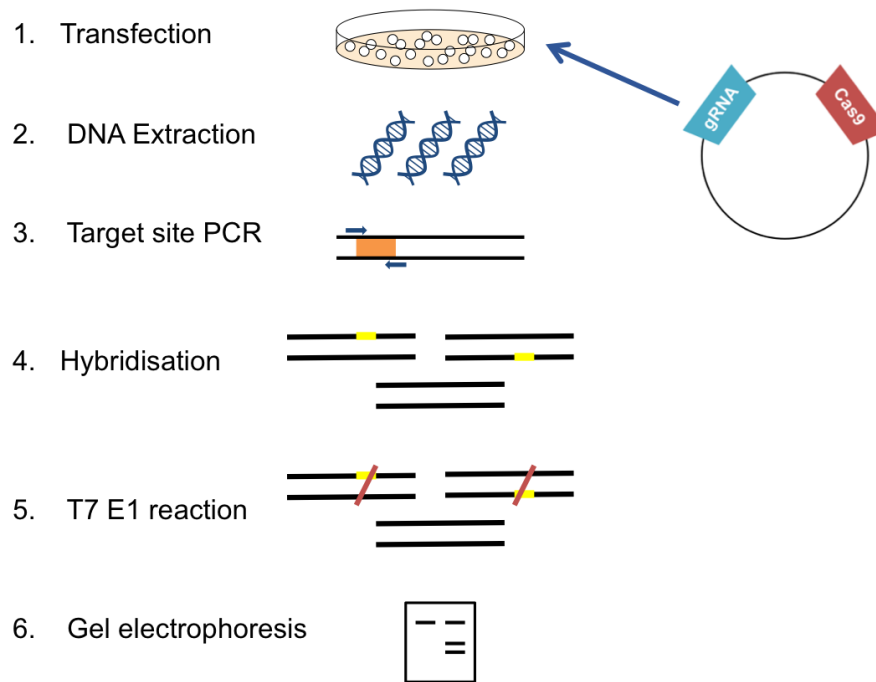 1. Transfection
gRNA
Cas9
2. DNA Extraction
3. Target site PCR
4. Hybridisation
5. T7 E1 reaction
6. Gel electrophoresis